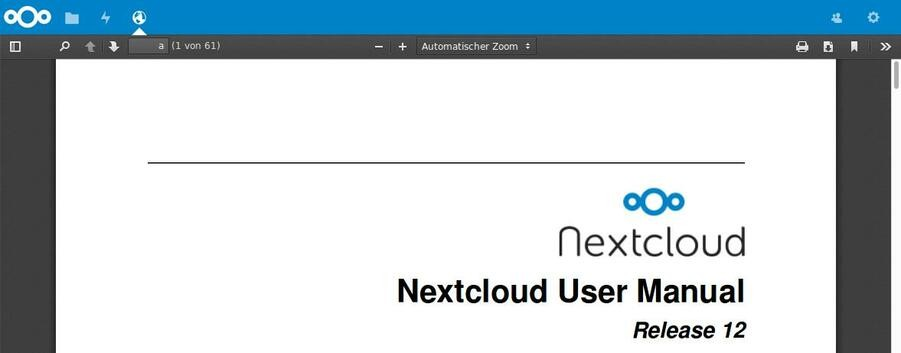 a (1 von 61) Automatischer Zoom
Nextcloud
Nextcloud User Manual
Release 12